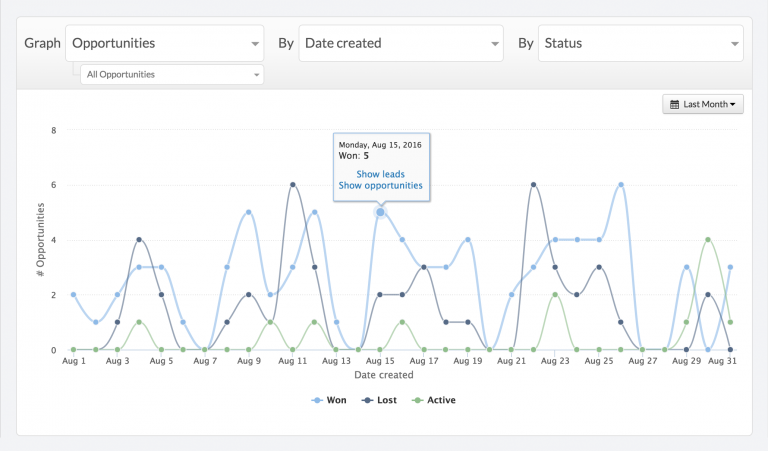 Graph Opportunities By Date created By Status
All Opportunities
Last Month
8
Monday, Aug 15, 2016
Won: 5
Show leads
Show opportunities
6
4
2
0
# Opportunities
Aug 1 Aug 3 Aug 5 Aug 7 Aug 9 Aug 11 Aug 13 Aug 15 Aug 17 Aug 19 Aug 21 Aug 23 Aug 25 Aug 27 Aug 29 Aug 31
Date created
Won Lost Active